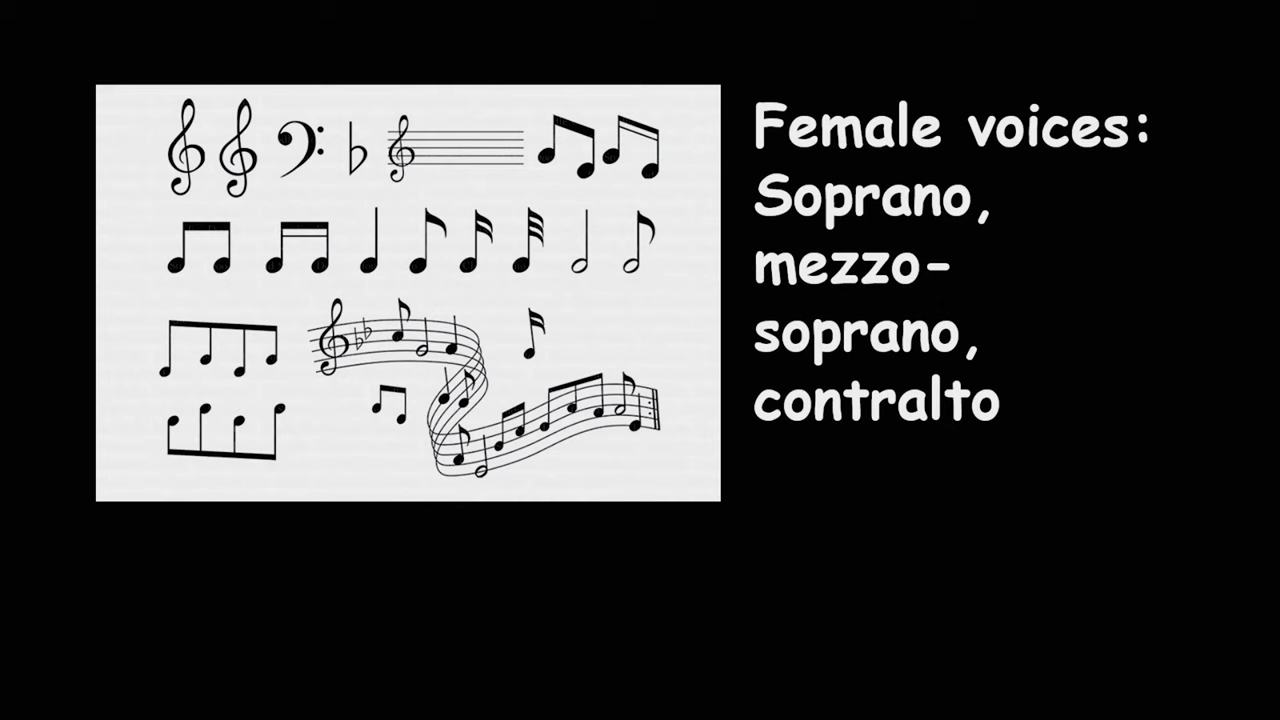 Female voices:
Soprano,
mezzo-
soprano,
contralto